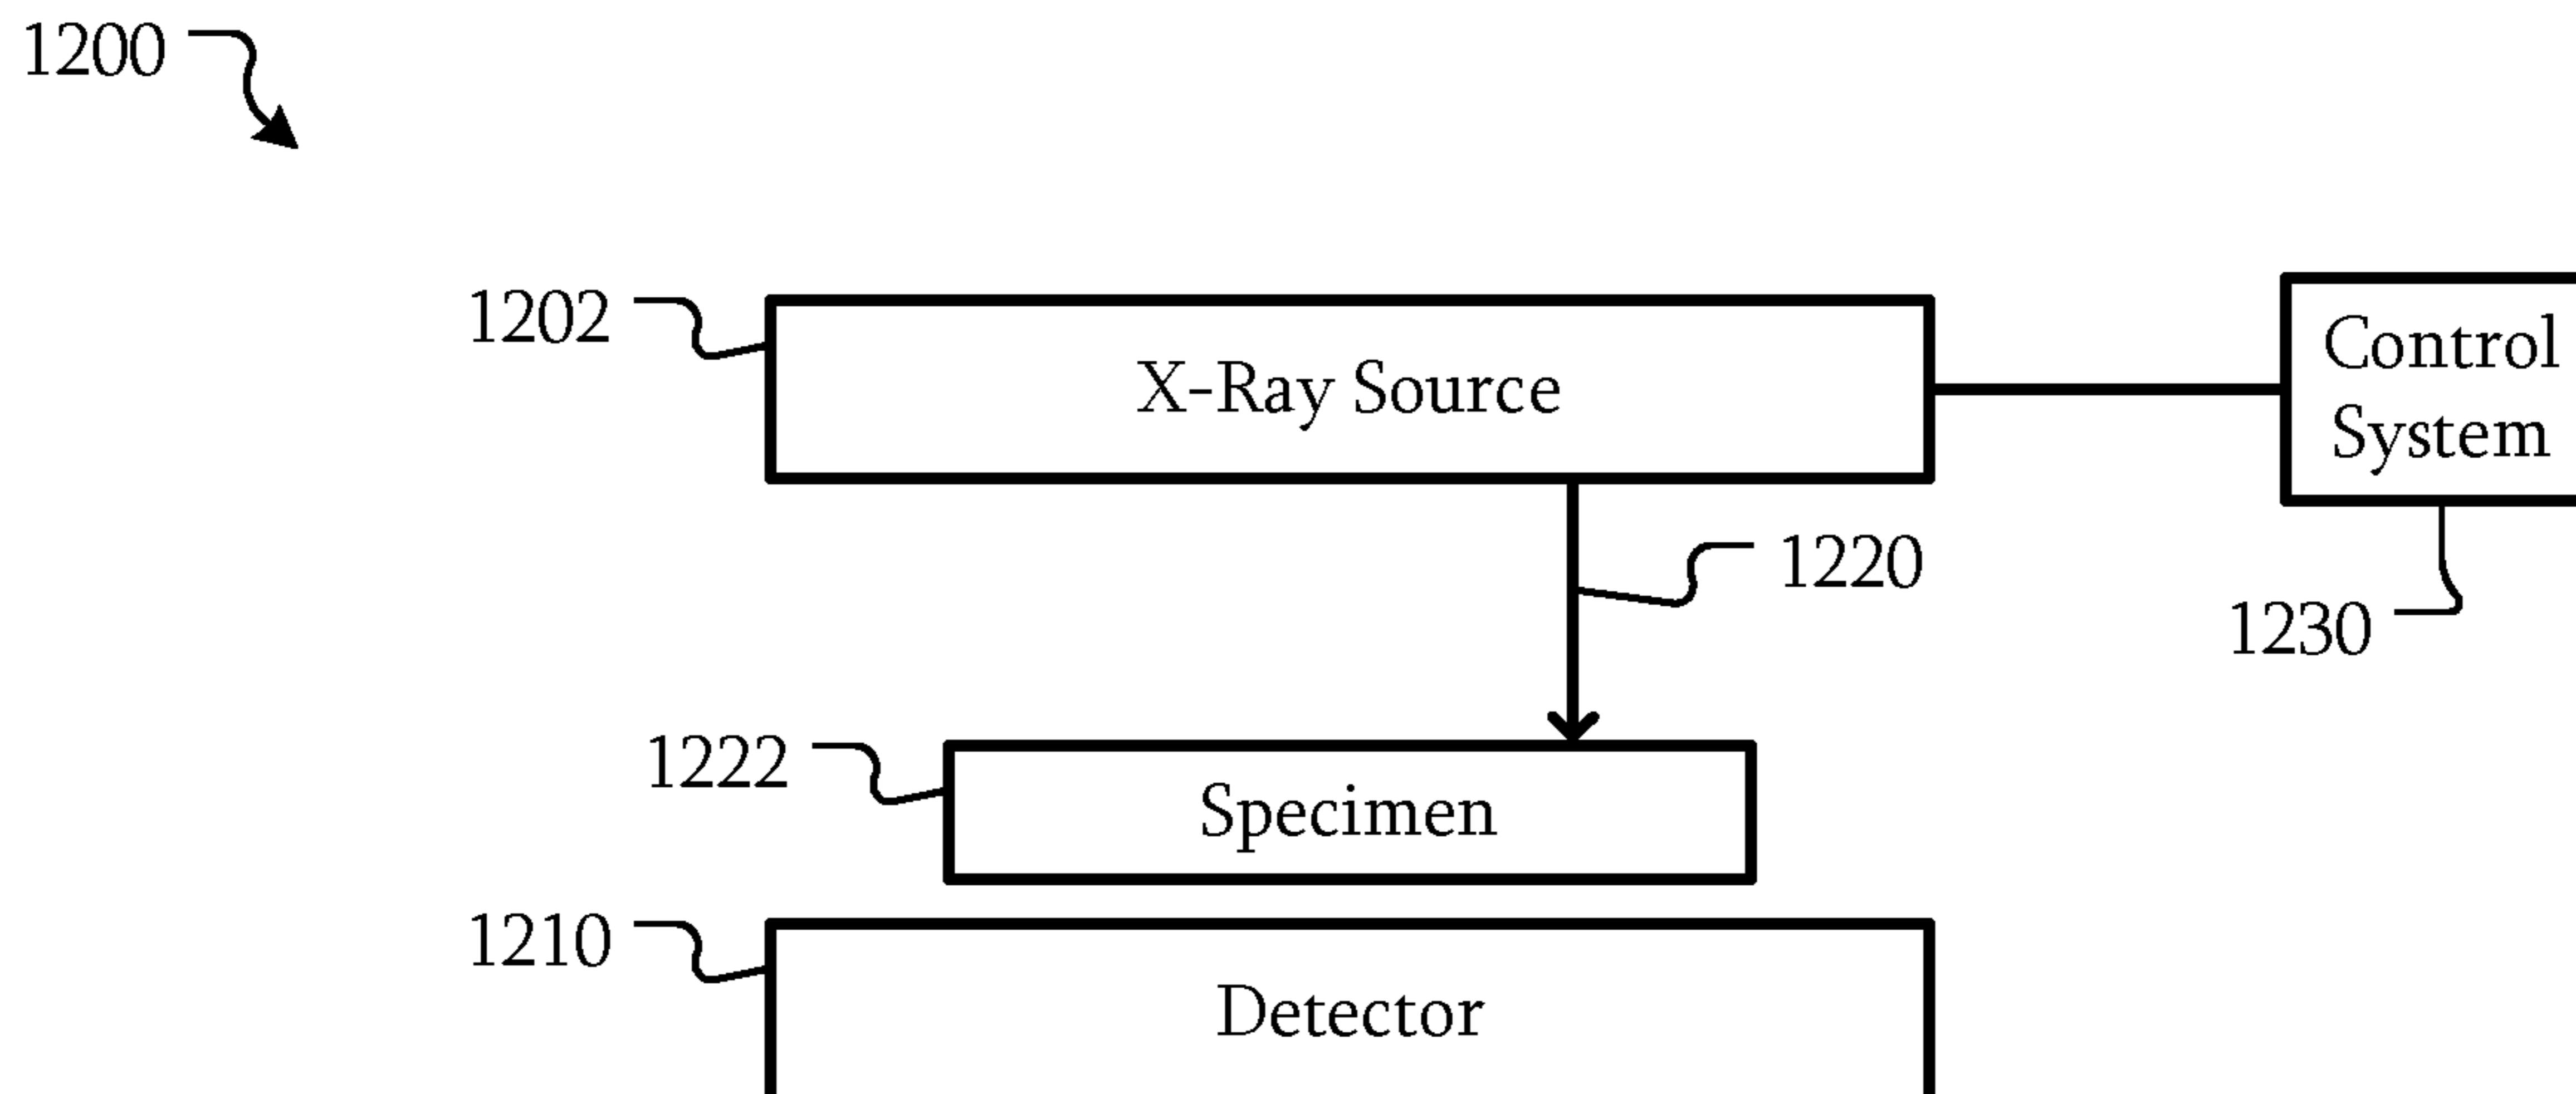 1200
1202
X-Ray Source
Control
System
1220
1230
1222
Specimen
1210
Detector